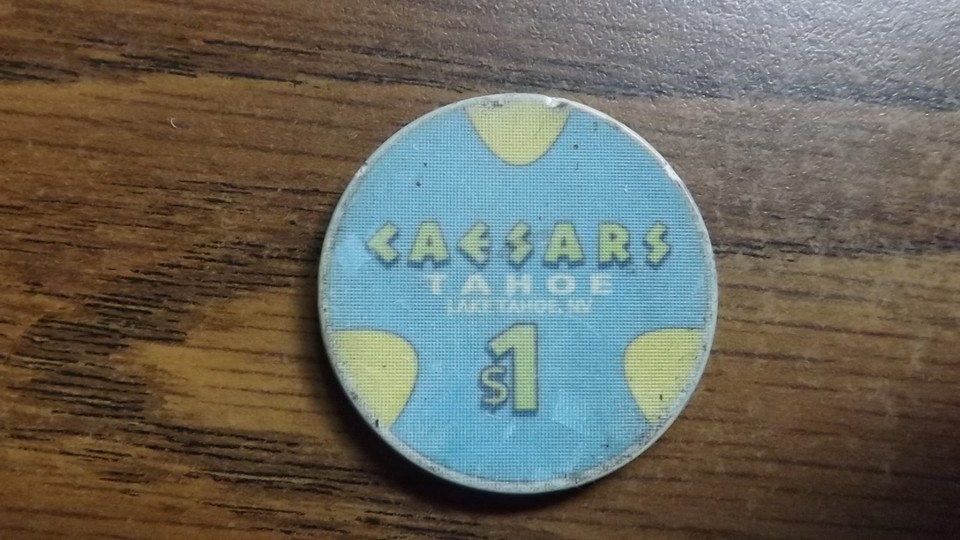 CAESARS
TAHOE
LAKE TAHOE, NV
$1